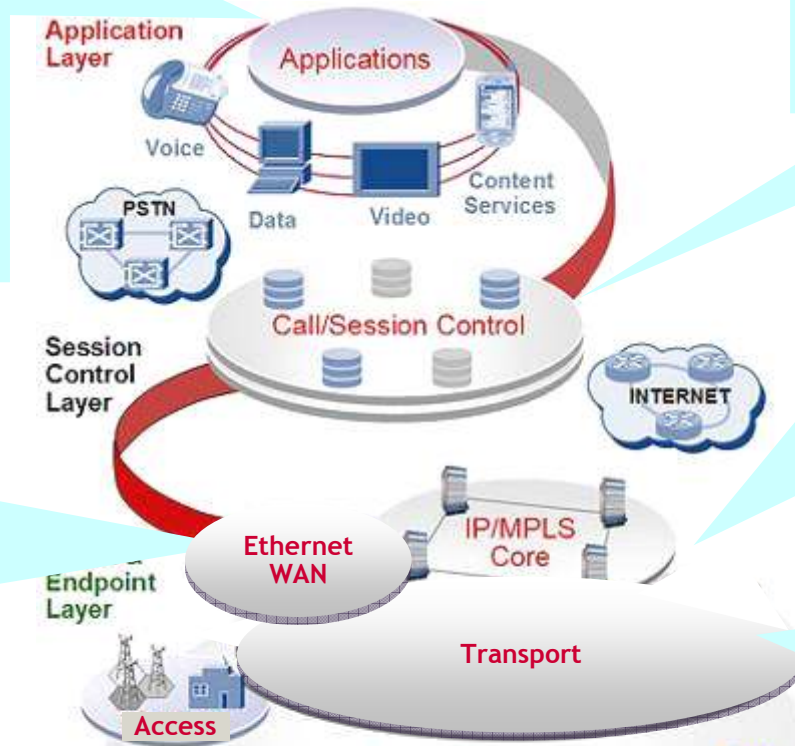 Application
Layer
Applications
Voice
Data
Video
Content
Services
PSTN
Call/Session Control
Session
Control
Layer
INTERNET
IP/MPLS
Core
Ethernet
WAN
Endpoint
Layer
Transport
Access